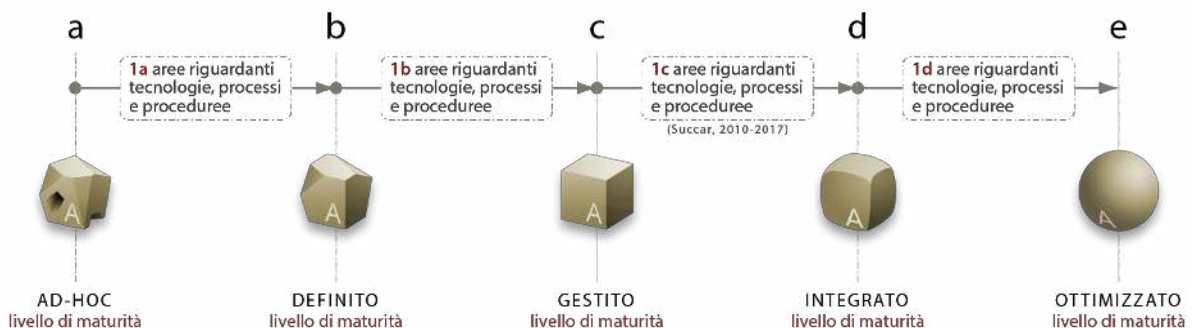 a
b
c
d
e
1a aree riguardanti
tecnologie, processi
e proceduree
1b aree riguardanti
tecnologie, processi
e proceduree
1c aree riguardanti
tecnologie, processi
e proceduree
(Succar, 2010-2017)
1d aree riguardanti
tecnologie, processi
e proceduree
A
A
A
A
A
AD-HOC
livello di maturità
DEFINITO
livello di maturità
GESTITO
livello di maturità
INTEGRATO
livello di maturità
OTTIMIZZATO
livello di maturità